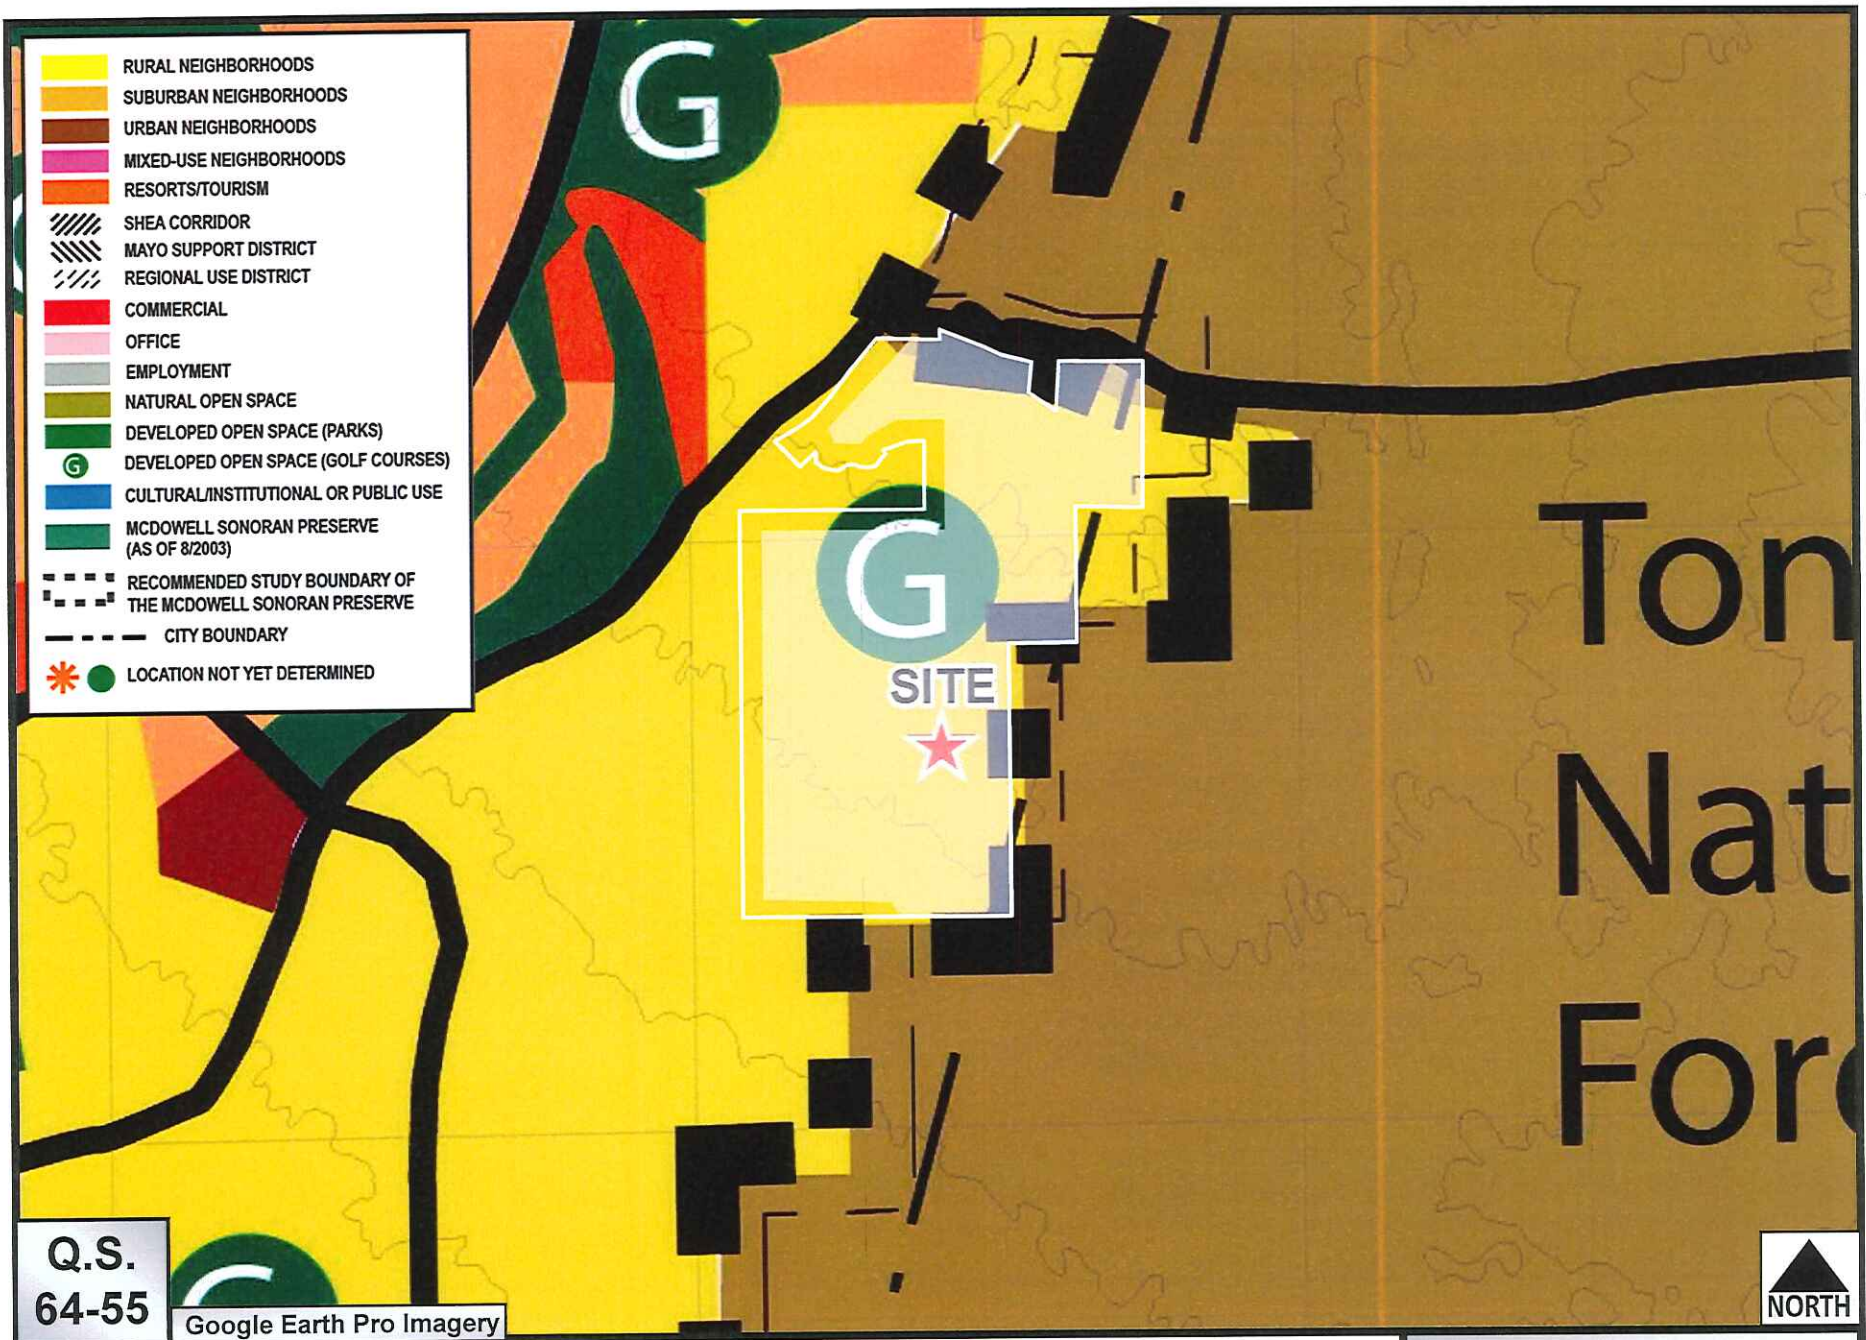 RURAL NEIGHBORHOODS
SUBURBAN NEIGHBORHOODS
URBAN NEIGHBORHOODS
MIXED-USE NEIGHBORHOODS
RESORTS/TOURISM
SHEA CORRIDOR
MAYO SUPPORT DISTRICT
REGIONAL USE DISTRICT
COMMERCIAL
OFFICE
EMPLOYMENT
NATURAL OPEN SPACE
DEVELOPED OPEN SPACE (PARKS)
G DEVELOPED OPEN SPACE (GOLF COURSES)
CULTURAL/INSTITUTIONAL OR PUBLIC USE
MCDOWELL SONORAN PRESERVE
(AS OF 8/2003)
RECOMMENDED STUDY BOUNDARY OF
THE MCDOWELL SONORAN PRESERVE
CITY BOUNDARY
LOCATION NOT YET DETERMINED
G
G
SITE
Ton
Nat
Fore
G
Q.S.
64-55
Google Earth Pro Imagery
NORTH